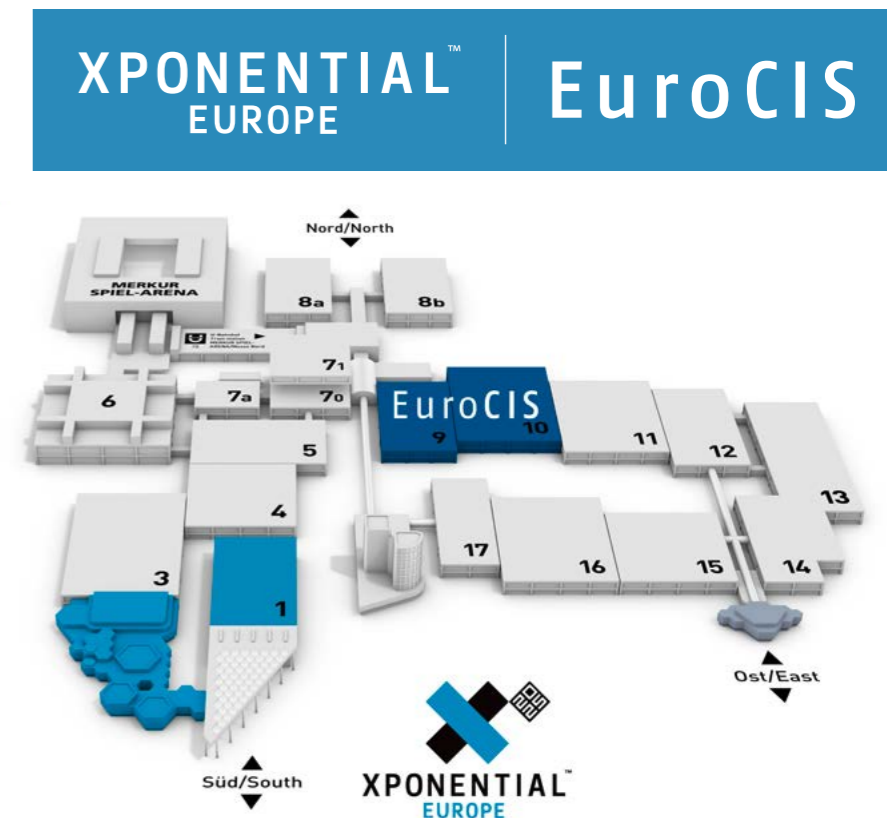 XPONENTIAL™
EUROPE
EuroCIS
Nord/North
MERKUR
SPIEL-ARENA
8a
8b
71
6
7a
70
EuroCIS
9
10
11
12
13
5
4
3
1
17
16
15
14
Ost/East
Süd/South
XPONENTIAL™
EUROPE